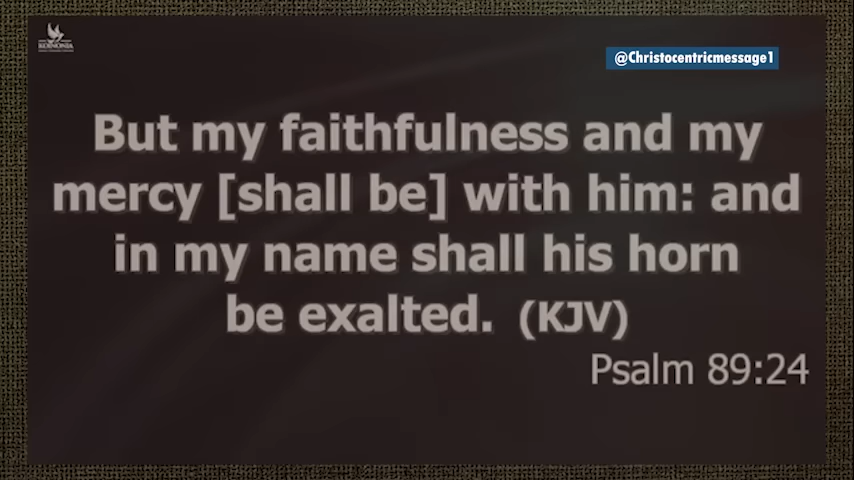 KOINONIA
@Christocentricmessage1
But my faithfulness and my
mercy [shall be] with him: and
in my name shall his horn
be exalted. (KJV)
Psalm 89:24